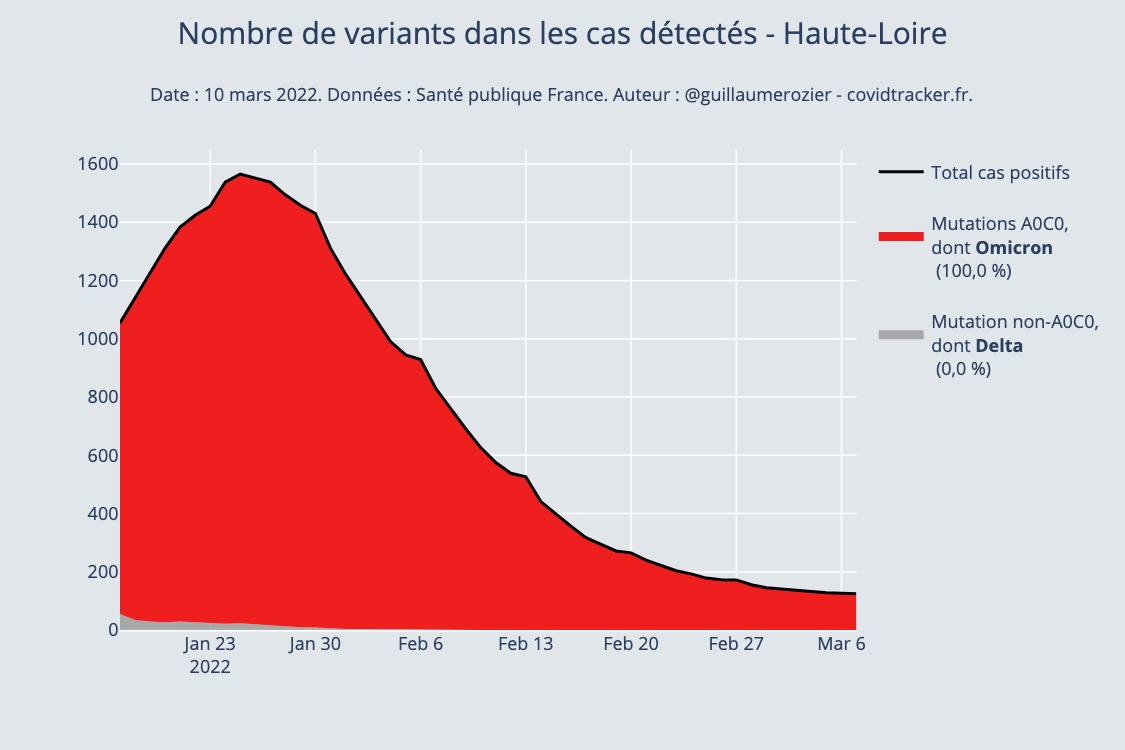 Nombre de variants dans les cas détectés - Haute-Loire
Date : 10 mars 2022. Données : Santé publique France. Auteur : @guillaumerozier - covidtracker.fr.
1600
1400
1200
1000
800
600
400
200
0
Jan 23
2022
Jan 30
Feb 6
Feb 13
Feb 20
Feb 27
Mar 6
Total cas positifs
Mutations A0C0,
dont Omicron
(100,0 %)
Mutation non-A0C0,
dont Delta
(0,0 %)